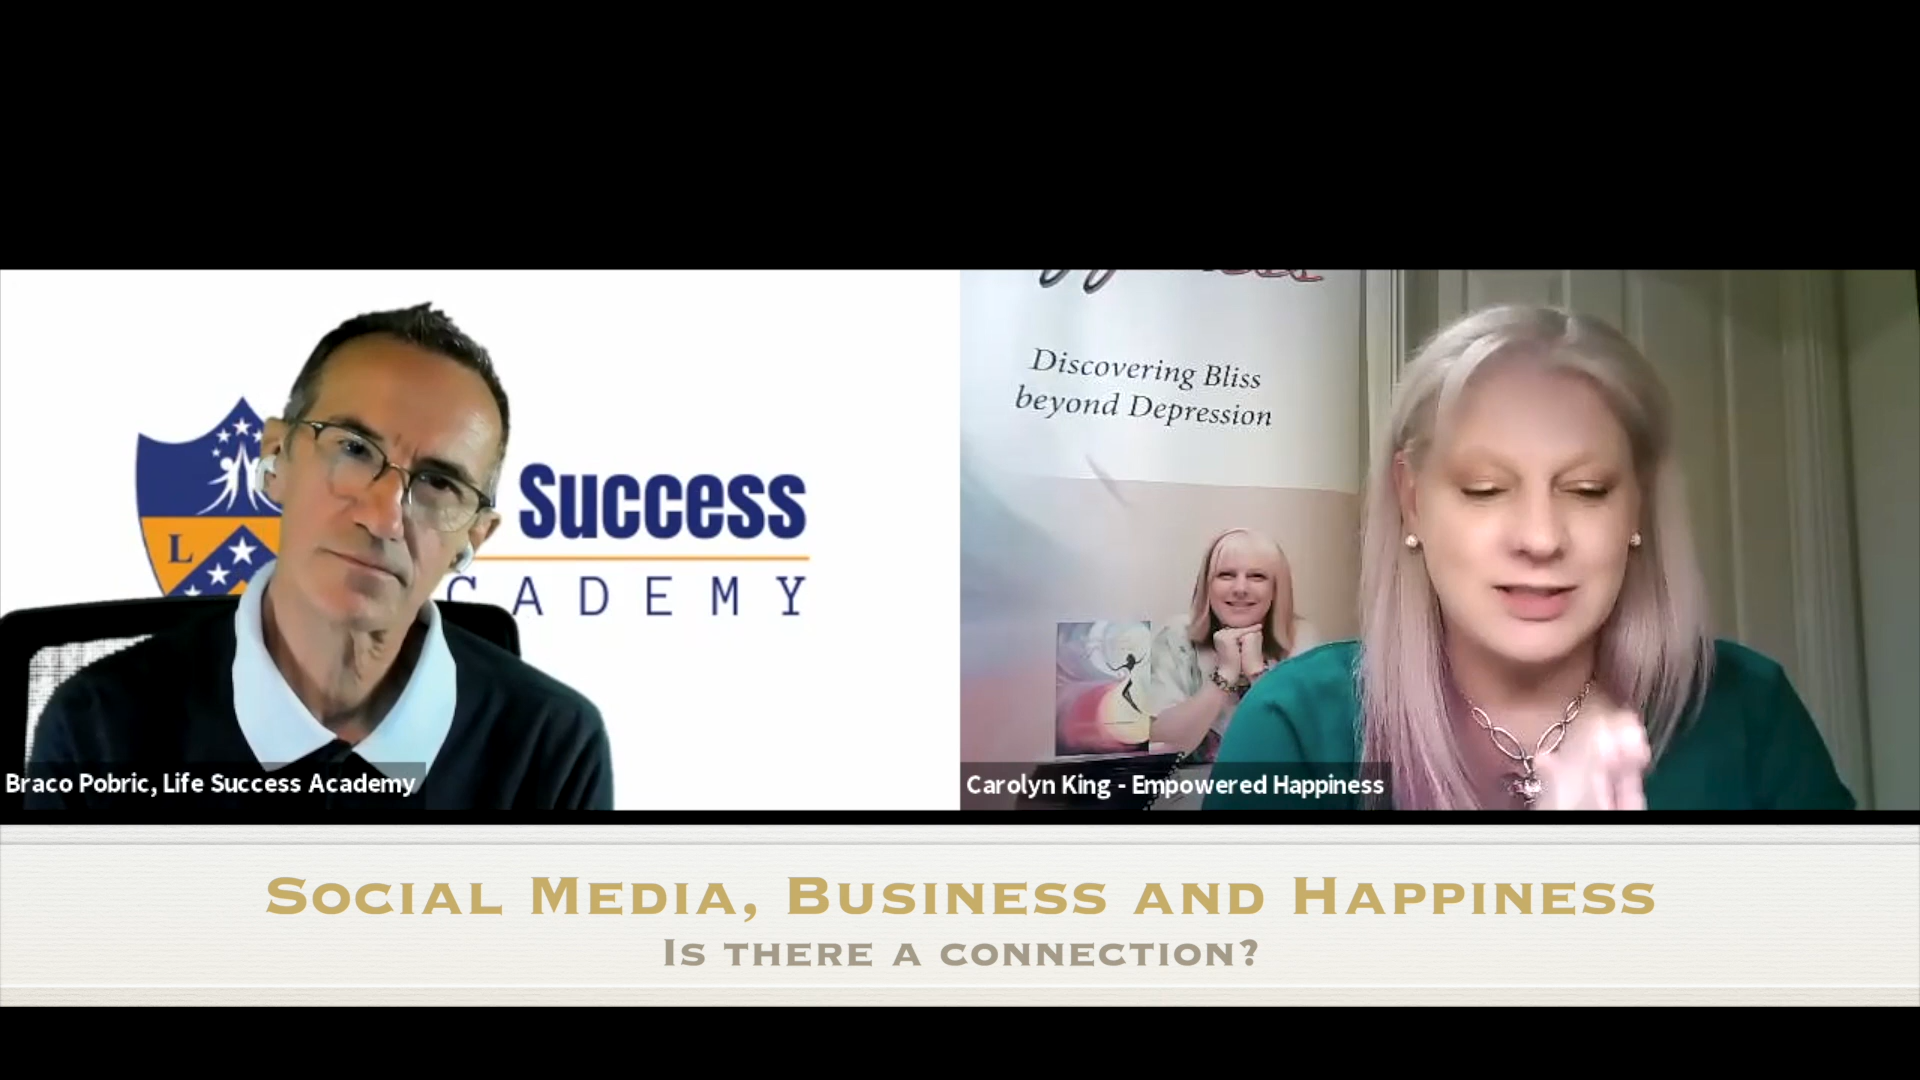 Success
L
CADEMY
Discovering Bliss
beyond Depression
Braco Pobric, Life Success Academy
Carolyn King - Empowered Happiness
SOCIAL MEDIA, BUSINESS AND HAPPINESS
IS THERE A CONNECTION?